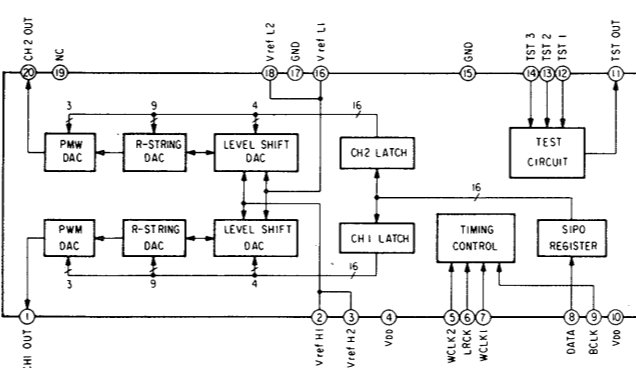 CH2 OUT
NC
Vref L2
GND
Vref L1
GND
TST 3
TST 2
TST 1
TST OUT
20
19
18
17
16
15
14
13
12
11
3
9
4
16
PMW
DAC
R-STRING
DAC
LEVEL SHIFT
DAC
CH2 LATCH
TEST
CIRCUIT
16
PWM
DAC
R-STRING
DAC
LEVEL SHIFT
DAC
CH1 LATCH
TIMING
CONTROL
SIPO
REGISTER
3
9
4
16
1
2
3
4
5
6
7
8
9
10
CH1 OUT
Vref H1
Vref H2
VDD
WCLK2
LRCK
WCLK1
DATA
BCLK
VDD